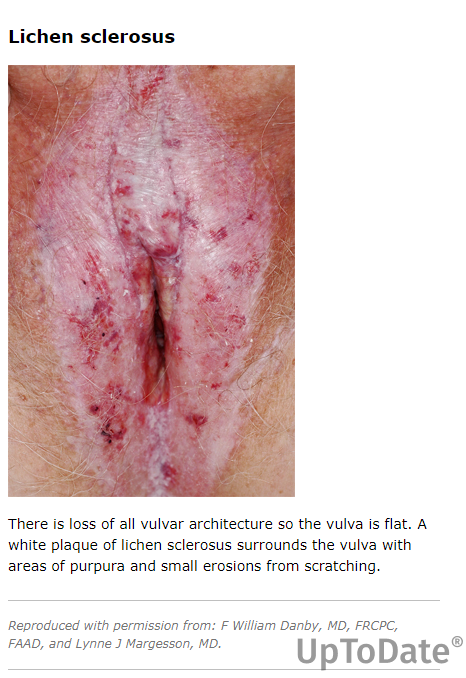 Lichen sclerosus
There is loss of all vulvar architecture so the vulva is flat. A
white plaque of lichen sclerosus surrounds the vulva with
areas of purpura and small erosions from scratching.
Reproduced with permission from: F William Danby, MD, FRCPC,
FAAD, and Lynne J Margesson, MD.
UpToDate®